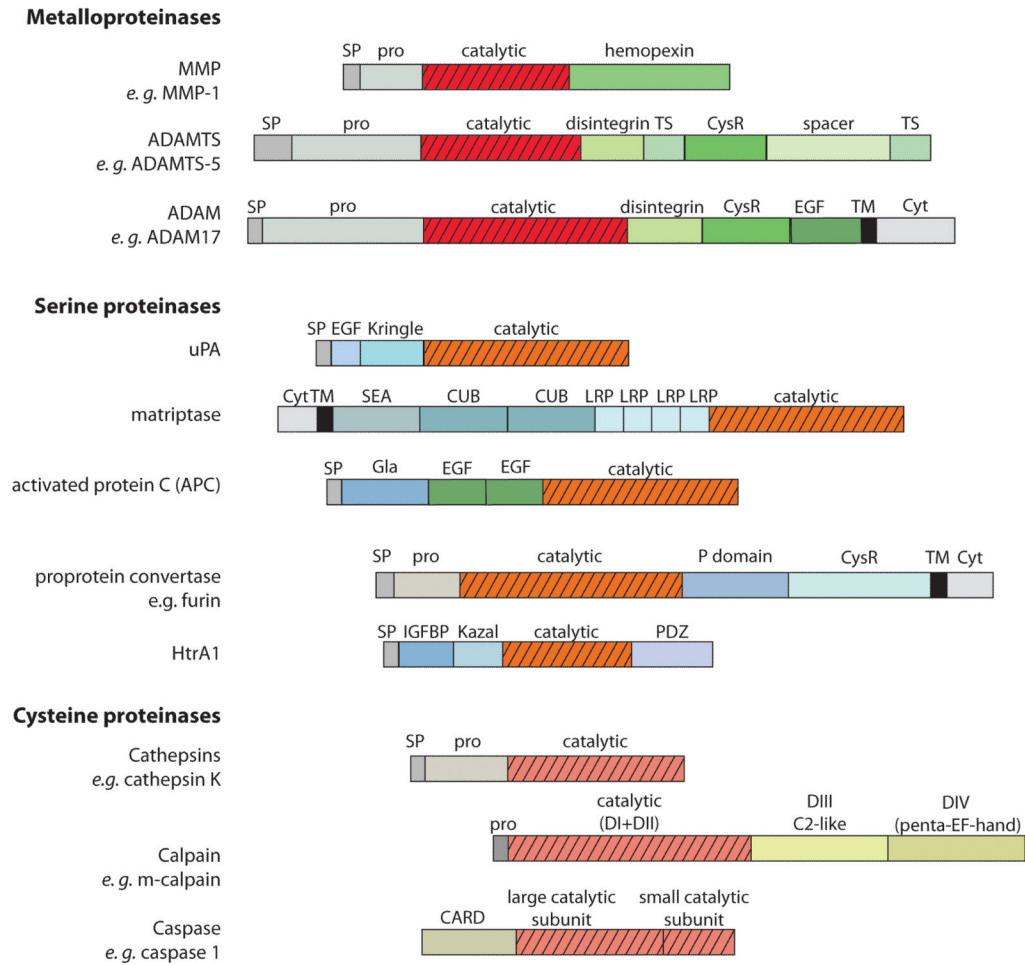 Metalloproteinases
SP pro catalytic hemopexin
MMP
e. g. MMP-1
SP pro catalytic disintegrin TS CysR spacer TS
ADAMTS
e. g. ADAMTS-5
SP pro catalytic disintegrin CysR EGF TM Cyt
ADAM
e. g. ADAM17
Serine proteinases
SP EGF Kringle catalytic
uPA
Cyt TM SEA CUB CUB LRP LRP LRP LRP catalytic
matriptase
SP Gla EGF EGF catalytic
activated protein C (APC)
SP pro catalytic P domain CysR TM Cyt
proprotein convertase
e.g. furin
SP IGFBP Kazal catalytic PDZ
HtrA1
Cysteine proteinases
SP pro catalytic
Cathepsins
e.g. cathepsin K
catalytic DIII DIV
pro (DI+DII) C2-like (penta-EF-hand)
Calpain
e. g. m-calpain
large catalytic small catalytic
CARD subunit subunit
Caspase
e. g. caspase 1